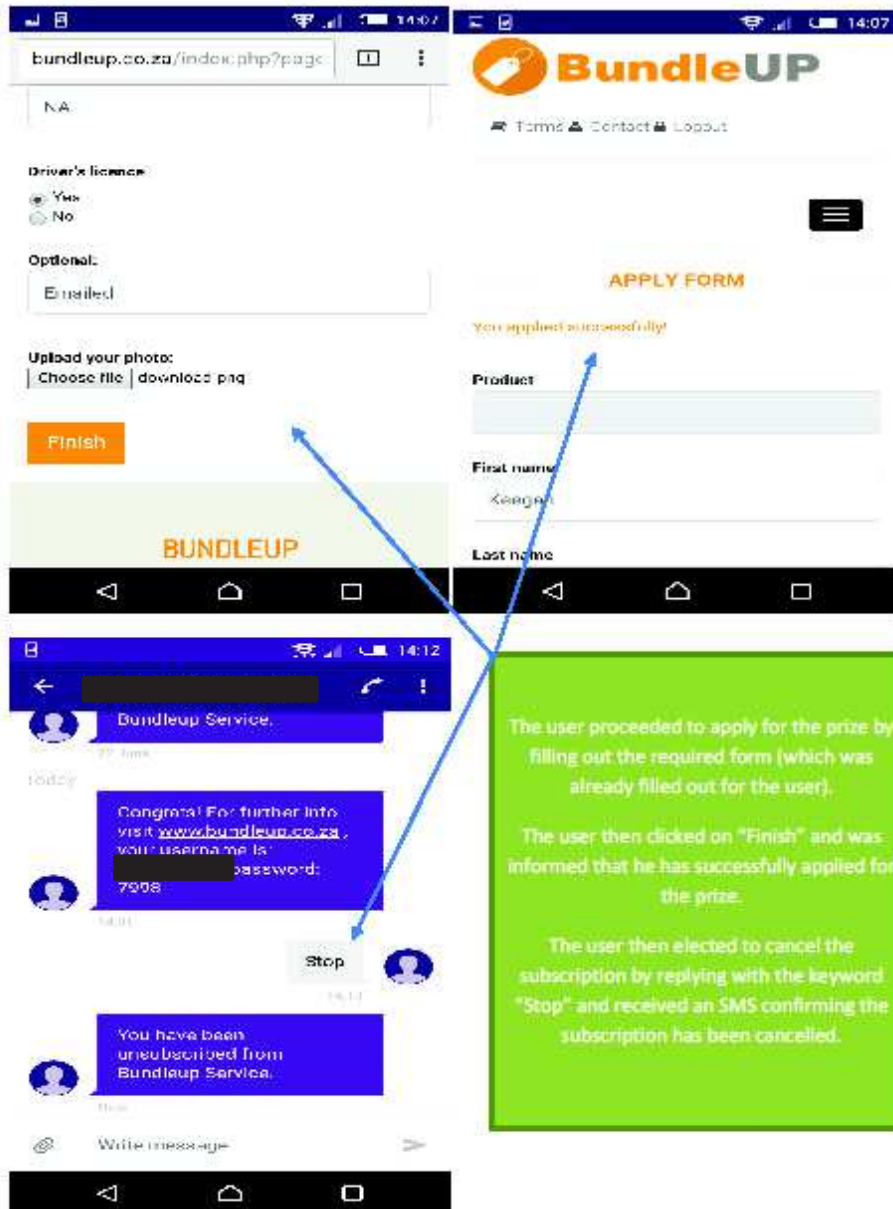 14:07
bundleup.co.za/index.php?page
NA
Driver's licence
Yes
No
Optional:
Emailed
Upload your photo:
Choose file download.png
Finish
BUNDLEUP
14:07
BundleUP
Terms Contact Logout
APPLY FORM
You applied successfully!
Product
First name
Keegan
Last name
14:12
Bundleup Service.
22 June
Today
Congrats! For further info
visit www.bundleup.co.za ,
your username is:
password:
7998
Stop
You have been
unsubscribed from
Bundleup Service.
Now
Write message
The user proceeded to apply for the prize by
filling out the required form (which was
already filled out for the user).
The user then clicked on "Finish" and was
informed that he has successfully applied for
the prize.
The user then elected to cancel the
subscription by replying with the keyword
"Stop" and received an SMS confirming the
subscription has been cancelled.